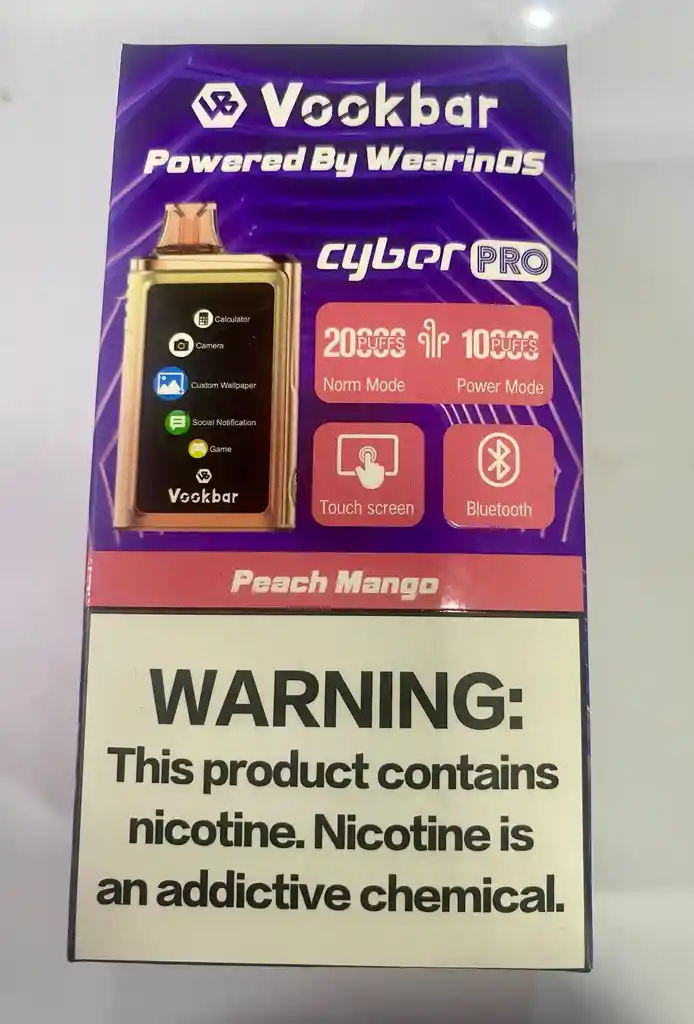 Vookbar
Powered By WearinOS
cyber PRO
20000 PUFFS
10000 PUFFS
Norm Mode
Power Mode
Calculator
Camera
Custom Wallpaper
Social Notification
Game
Vookbar
Touch screen
Bluetooth
Peach Mango
WARNING:
This product contains
nicotine. Nicotine is
an addictive chemical.